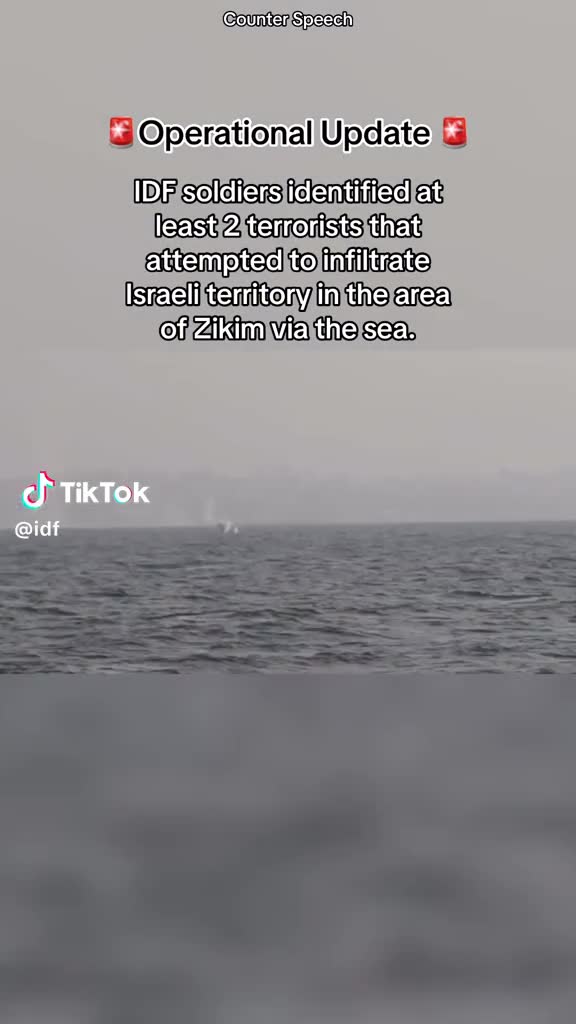 Counter Speech
🚨Operational Update 🚨
IDF soldiers identified at
least 2 terrorists that
attempted to infiltrate
Israeli territory in the area
of Zikim via the sea.
TikTok
@idf